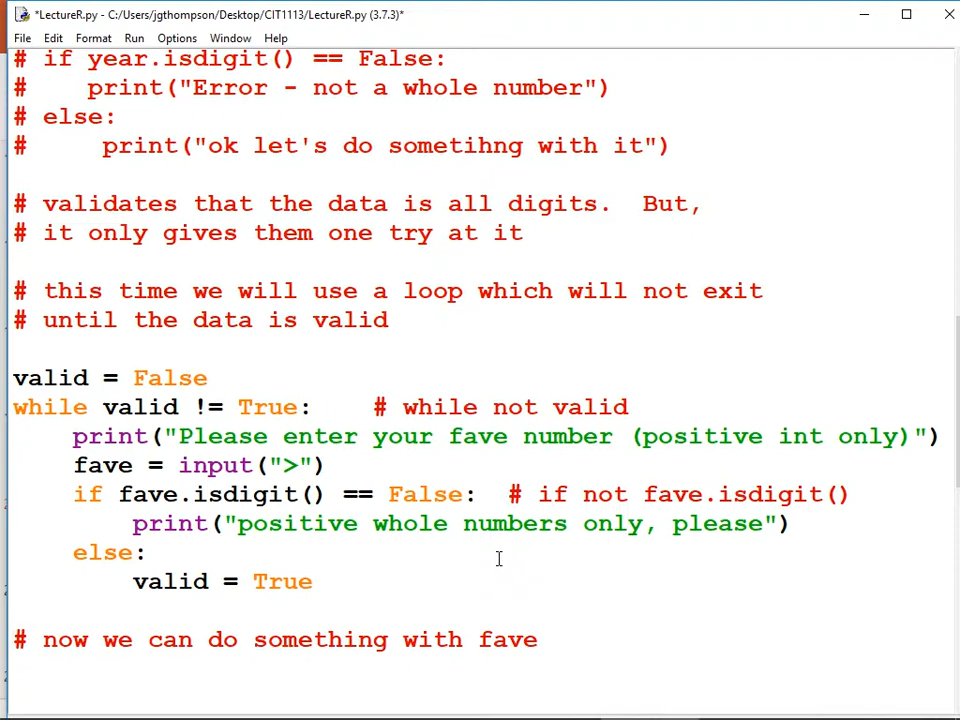 *LectureR.py - C:/Users/jgthompson/Desktop/CIT1113/LectureR.py (3.7.3)*
File Edit Format Run Options Window Help
# if year.isdigit() == False:
#    print("Error - not a whole number")
# else:
#     print("ok let's do sometihng with it")
# validates that the data is all digits.  But,
# it only gives them one try at it
# this time we will use a loop which will not exit
# until the data is valid
valid = False
while valid != True:    # while not valid
    print("Please enter your fave number (positive int only)")
    fave = input(">")
    if fave.isdigit() == False:  # if not fave.isdigit()
        print("positive whole numbers only, please")
    else:
        valid = True
# now we can do something with fave